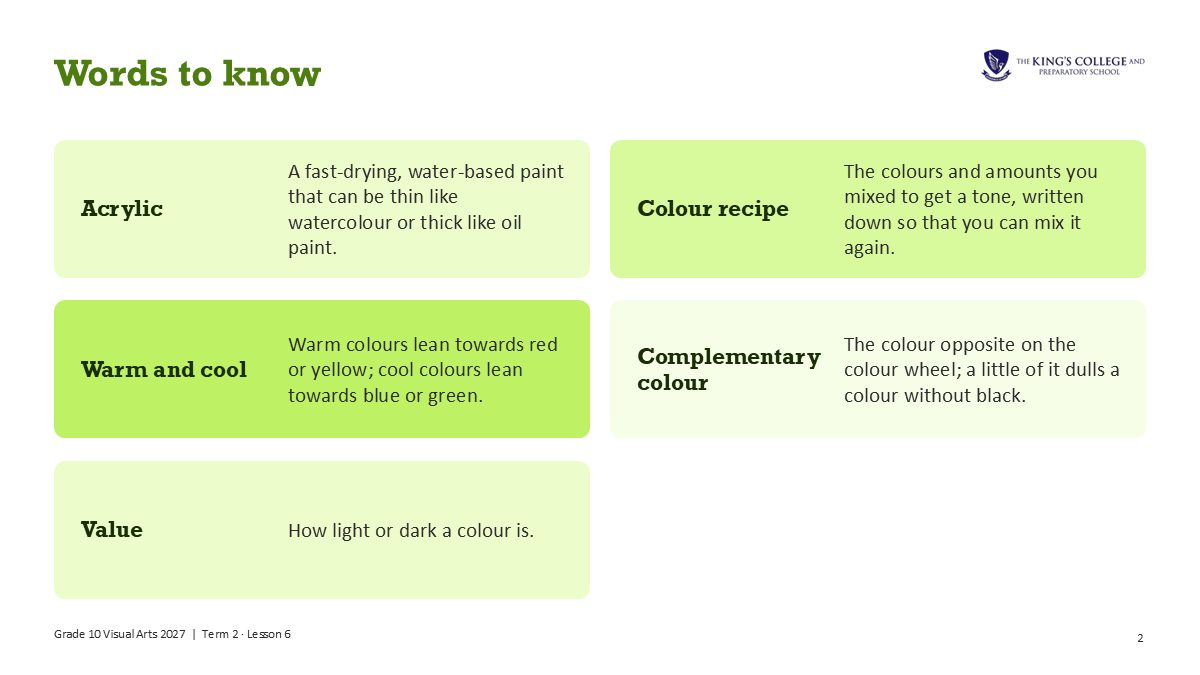 Words to know
THE KING'S COLLEGE AND
PREPARATORY SCHOOL
Acrylic
A fast-drying, water-based paint
that can be thin like
watercolour or thick like oil
paint.
Colour recipe
The colours and amounts you
mixed to get a tone, written
down so that you can mix it
again.
Warm and cool
Warm colours lean towards red
or yellow; cool colours lean
towards blue or green.
Complementary
colour
The colour opposite on the
colour wheel; a little of it dulls a
colour without black.
Value
How light or dark a colour is.
Grade 10 Visual Arts 2027 | Term 2 · Lesson 6
2